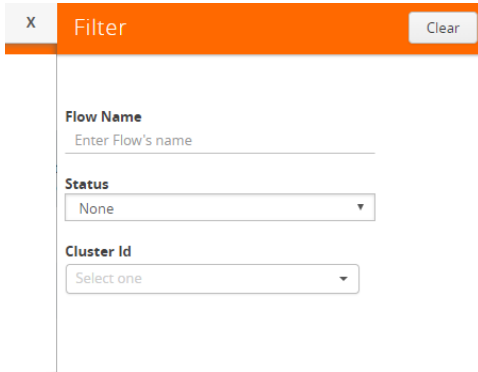 X
Filter
Clear
Flow Name
Enter Flow's name
Status
None
Cluster Id
Select one